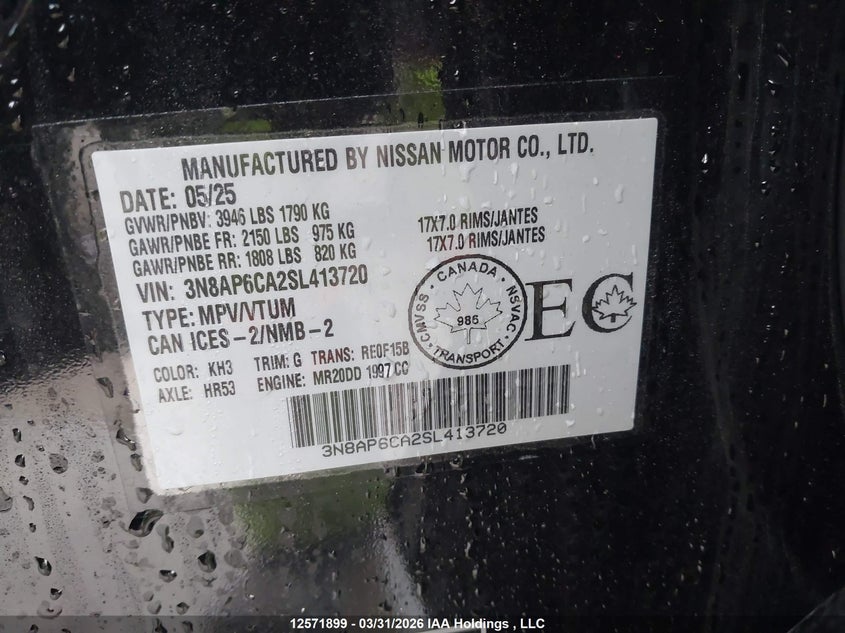 MANUFACTURED BY NISSAN MOTOR CO., LTD.
DATE: 05/25
GVWR/PNBV: 3946 LBS 1790 KG
GAWR/PNBE FR: 2150 LBS 975 KG 17X7.0 RIMS/JANTES
GAWR/PNBE RR: 1808 LBS 820 KG 17X7.0 RIMS/JANTES
VIN: 3N8AP6CA2SL413720
TYPE: MPV/VTUM
CAN ICES-2/NMB-2
CANADA
CMVSS NSVAC
985
TRANSPORT
EC
COLOR: KH3 TRIM: G TRANS: RE0F15B
AXLE: HR53 ENGINE: MR20DD 1997 CC
3N8AP6CA2SL413720
12571899 - 03/31/2026 IAA Holdings , LLC